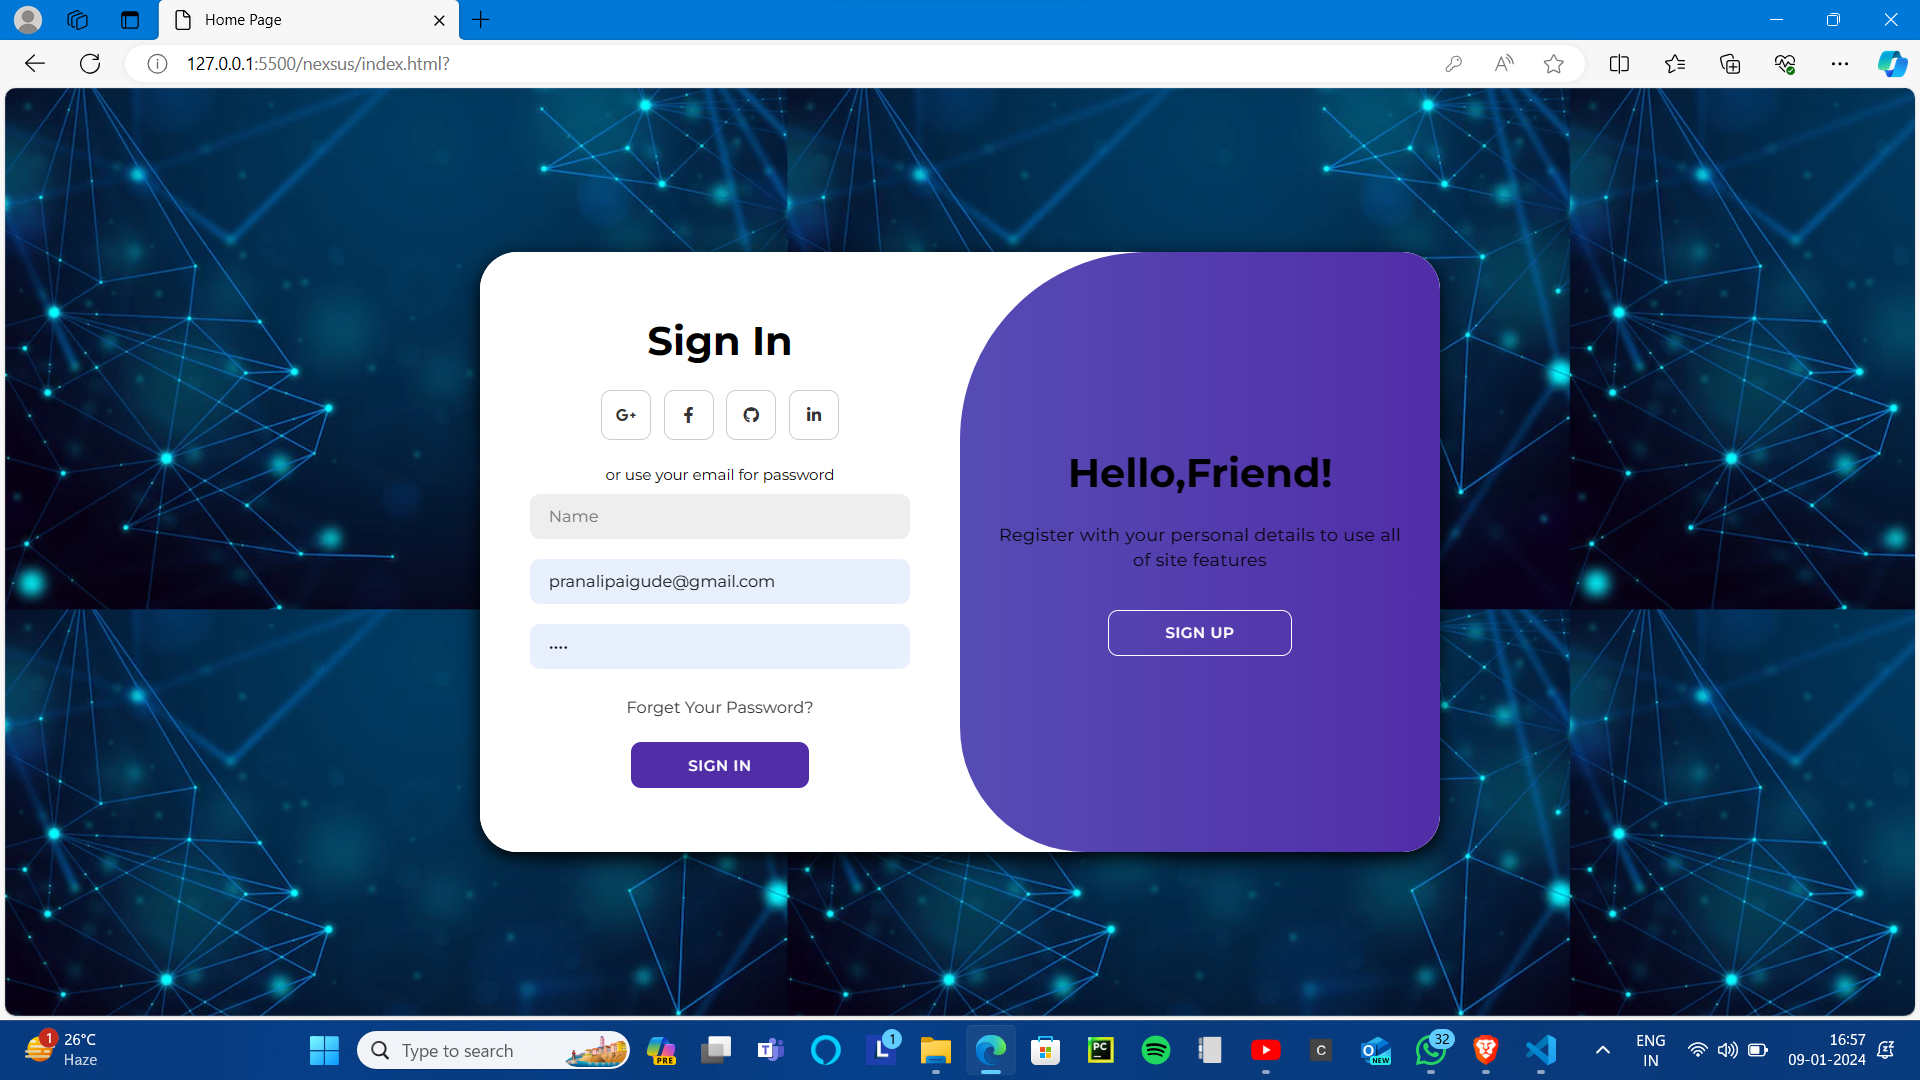 Home Page
127.0.0.1:5500/nexsus/index.html?
Sign In
G+
f
in
or use your email for password
Name
pranalipaigude@gmail.com
••••
Forget Your Password?
SIGN IN
Hello,Friend!
Register with your personal details to use all
of site features
SIGN UP
1
26°C
Haze
Type to search
PRE
T
L
1
PC
C
O
NEW
32
ENG
IN
16:57
09-01-2024